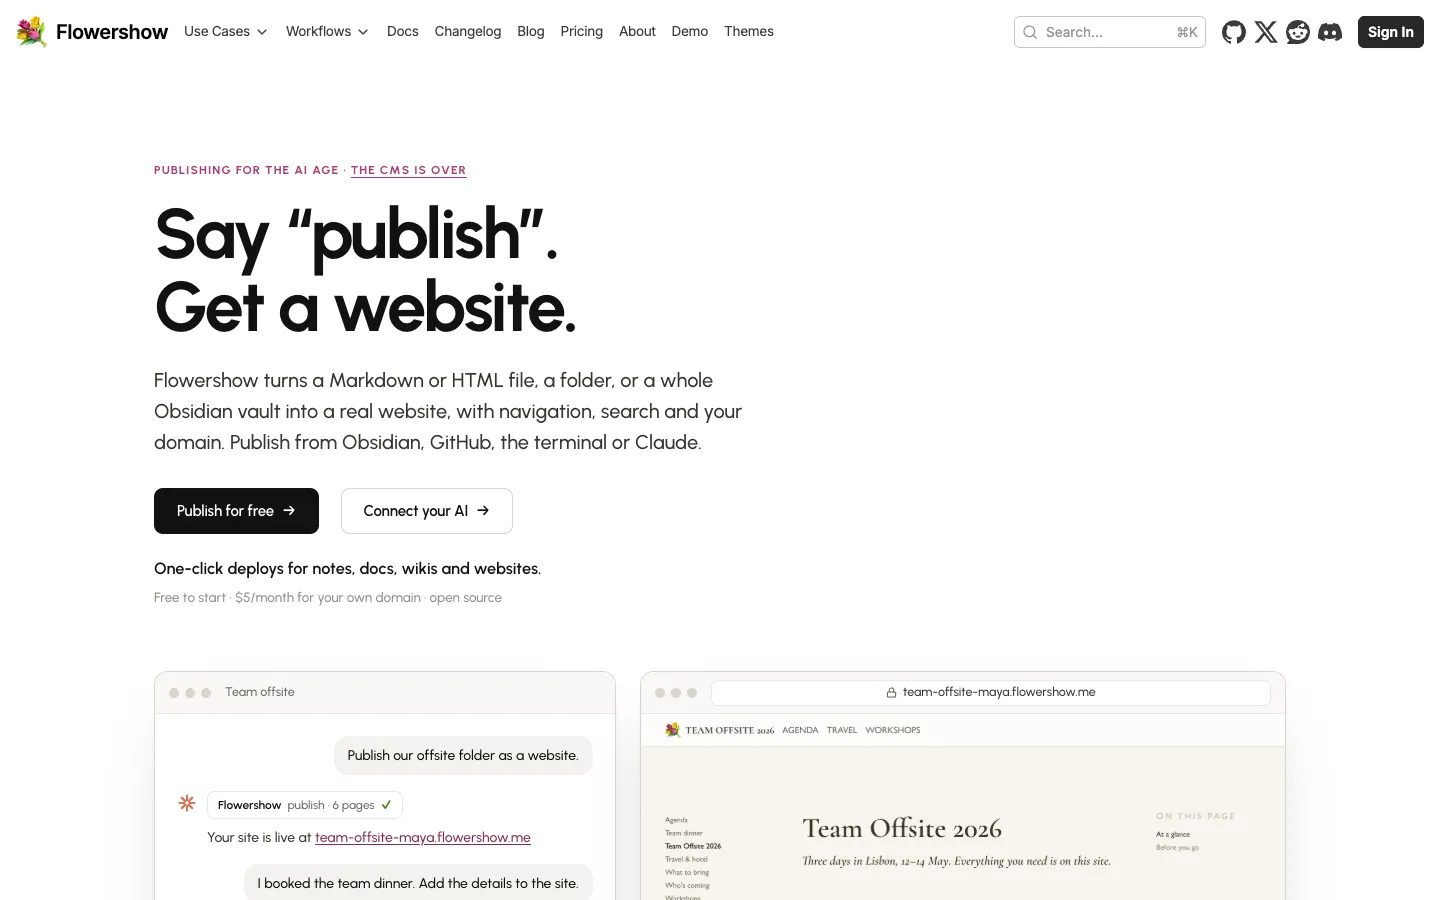 Flowershow Use Cases Workflows Docs Changelog Blog Pricing About Demo Themes Search... ⌘K Sign In
PUBLISHING FOR THE AI AGE · THE CMS IS OVER
Say “publish”.
Get a website.
Flowershow turns a Markdown or HTML file, a folder, or a whole
Obsidian vault into a real website, with navigation, search and your
domain. Publish from Obsidian, GitHub, the terminal or Claude.
Publish for free → Connect your AI →
One-click deploys for notes, docs, wikis and websites.
Free to start · $5/month for your own domain · open source
Team offsite
Publish our offsite folder as a website.
Flowershow publish · 6 pages ✓
Your site is live at team-offsite-maya.flowershow.me
I booked the team dinner. Add the details to the site.
team-offsite-maya.flowershow.me
TEAM OFFSITE 2026 AGENDA TRAVEL WORKSHOPS
Agenda
Team dinner
Team Offsite 2026
Travel & hotel
What to bring
Who's coming
Workshops
Team Offsite 2026
Three days in Lisbon, 12–14 May. Everything you need is on this site.
ON THIS PAGE
At a glance
Before you go